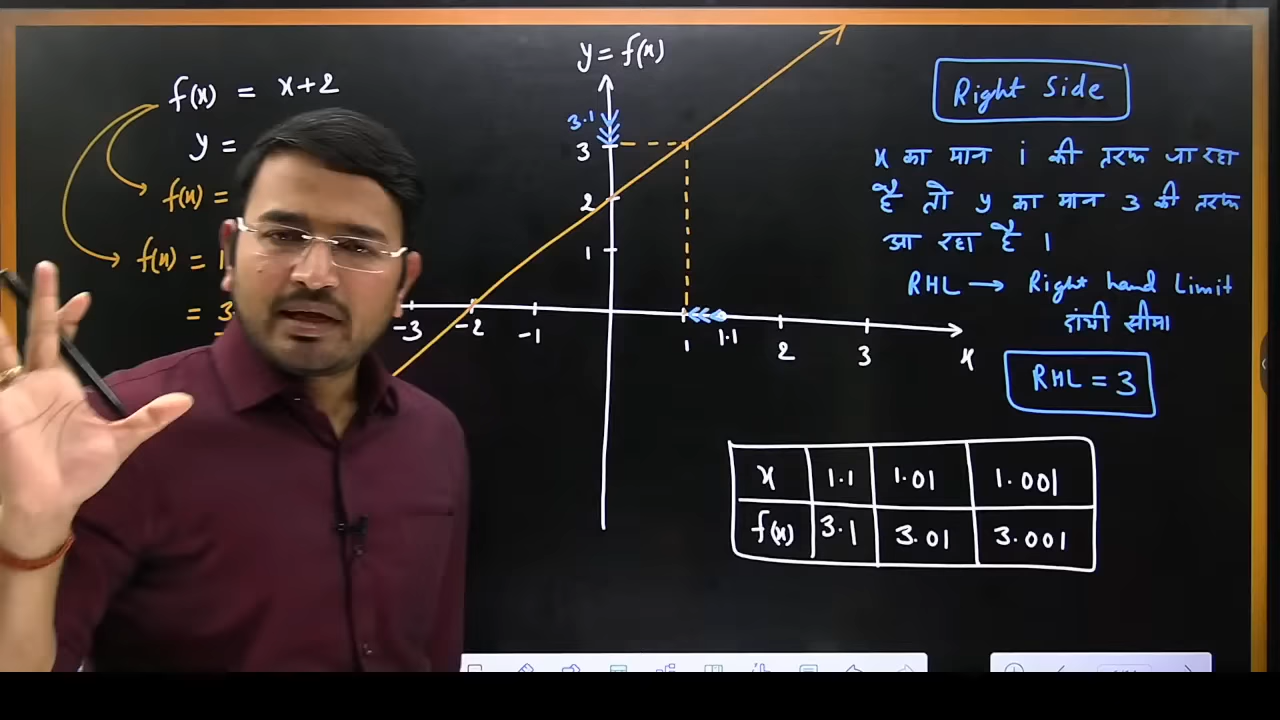 f(x) = x+2
y =
f(x) =
f(x) = 1
= 3
y = f(x)
3.1
3
2
1
-3 -2 -1 1 1.1 2 3 x
Right Side
x का मान 1 की तरफ जा रहा
है तो y का मान 3 की तरफ
आ रहा है ।
RHL → Right hand Limit
दांयी सीमा
RHL = 3
x 1.1 1.01 1.001
f(x) 3.1 3.01 3.001